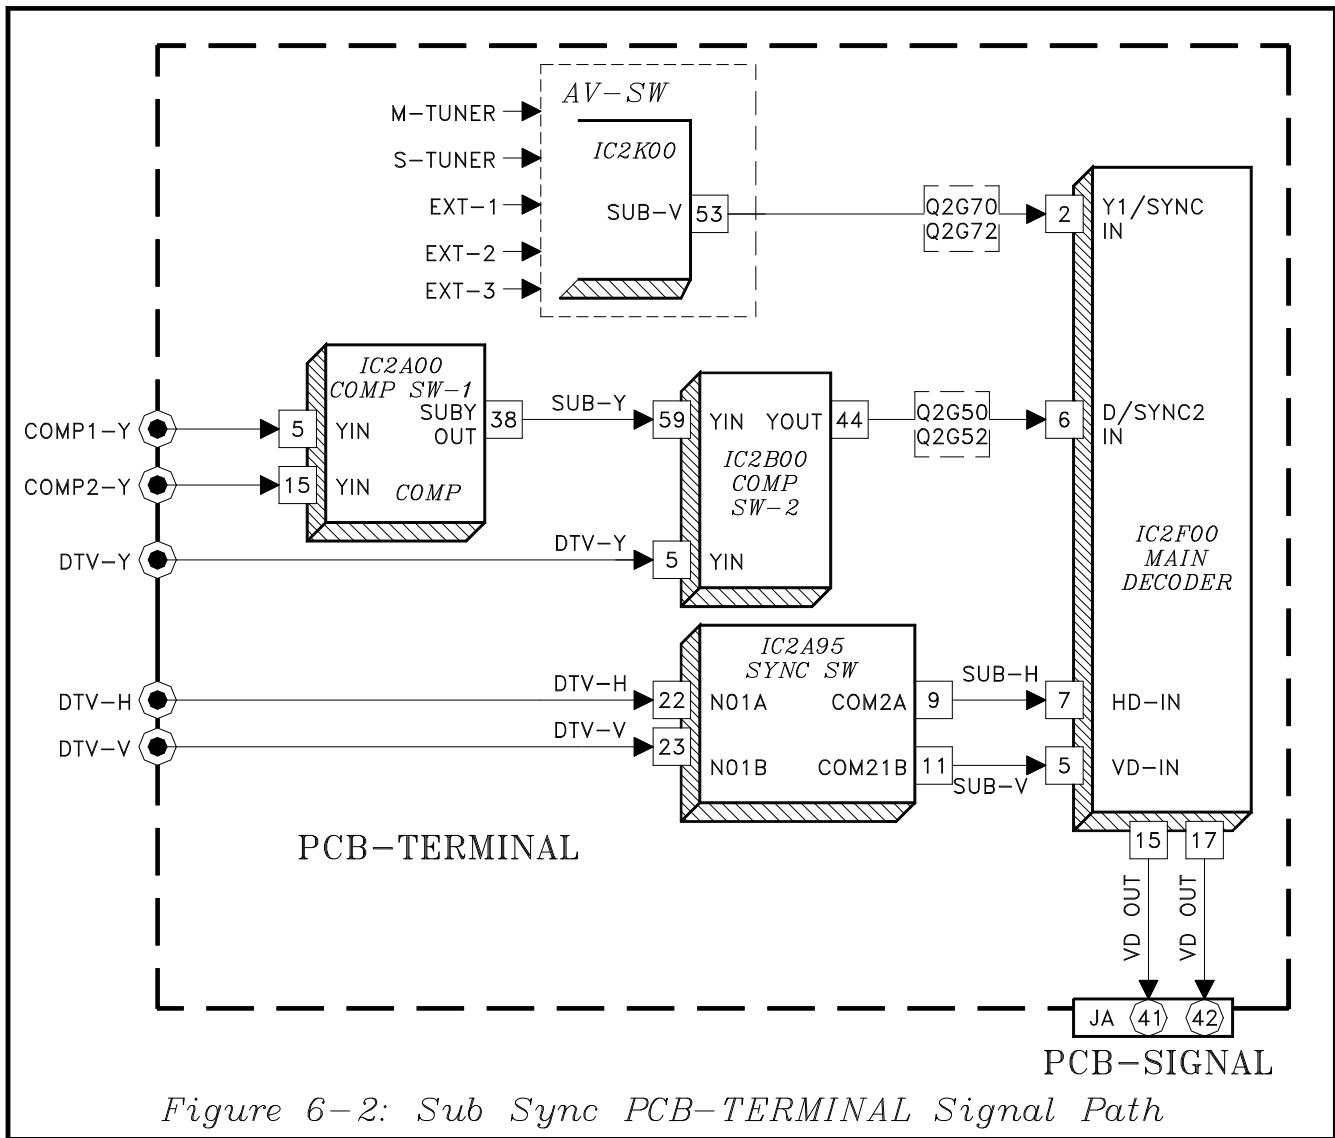 AV-SW
M-TUNER
S-TUNER
EXT-1
EXT-2
EXT-3
IC2K00
SUB-V
53
Q2G70
Q2G72
2
Y1/SYNC
IN
IC2A00
COMP SW-1
SUBY
OUT
38
COMP1-Y
5
YIN
COMP2-Y
15
YIN
COMP
SUB-Y
59
YIN
YOUT
44
IC2B00
COMP
SW-2
Q2G50
Q2G52
6
D/SYNC2
IN
DTV-Y
DTV-Y
5
YIN
IC2F00
MAIN
DECODER
IC2A95
SYNC SW
DTV-H
DTV-H
22
NO1A
COM2A
9
SUB-H
7
HD-IN
DTV-V
DTV-V
23
NO1B
COM21B
11
SUB-V
5
VD-IN
PCB-TERMINAL
15
17
VD OUT
VD OUT
JA
41
42
PCB-SIGNAL
Figure 6-2: Sub Sync PCB-TERMINAL Signal Path